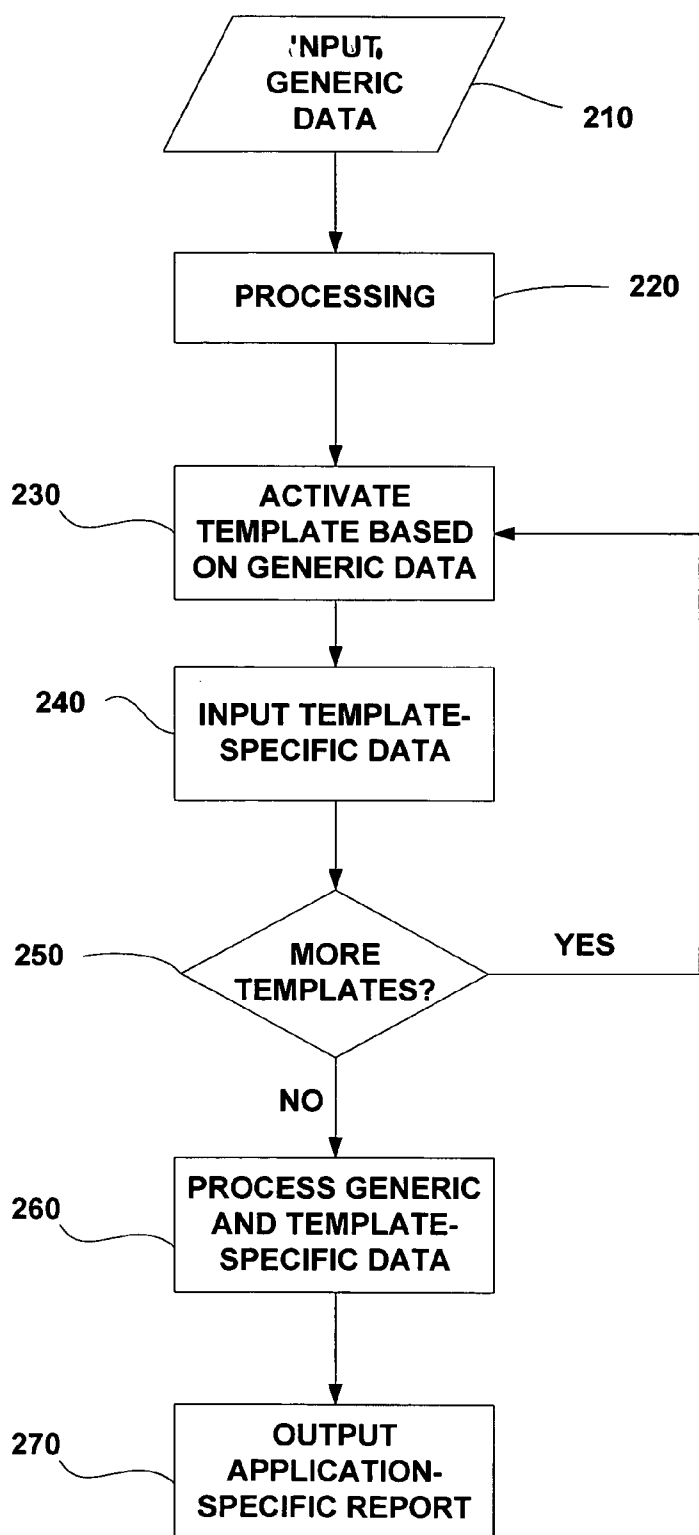 INPUT
GENERIC
DATA
210
PROCESSING
220
230
ACTIVATE
TEMPLATE BASED
ON GENERIC DATA
240
INPUT TEMPLATE-
SPECIFIC DATA
250
MORE
TEMPLATES?
YES
NO
260
PROCESS GENERIC
AND TEMPLATE-
SPECIFIC DATA
270
OUTPUT
APPLICATION-
SPECIFIC REPORT